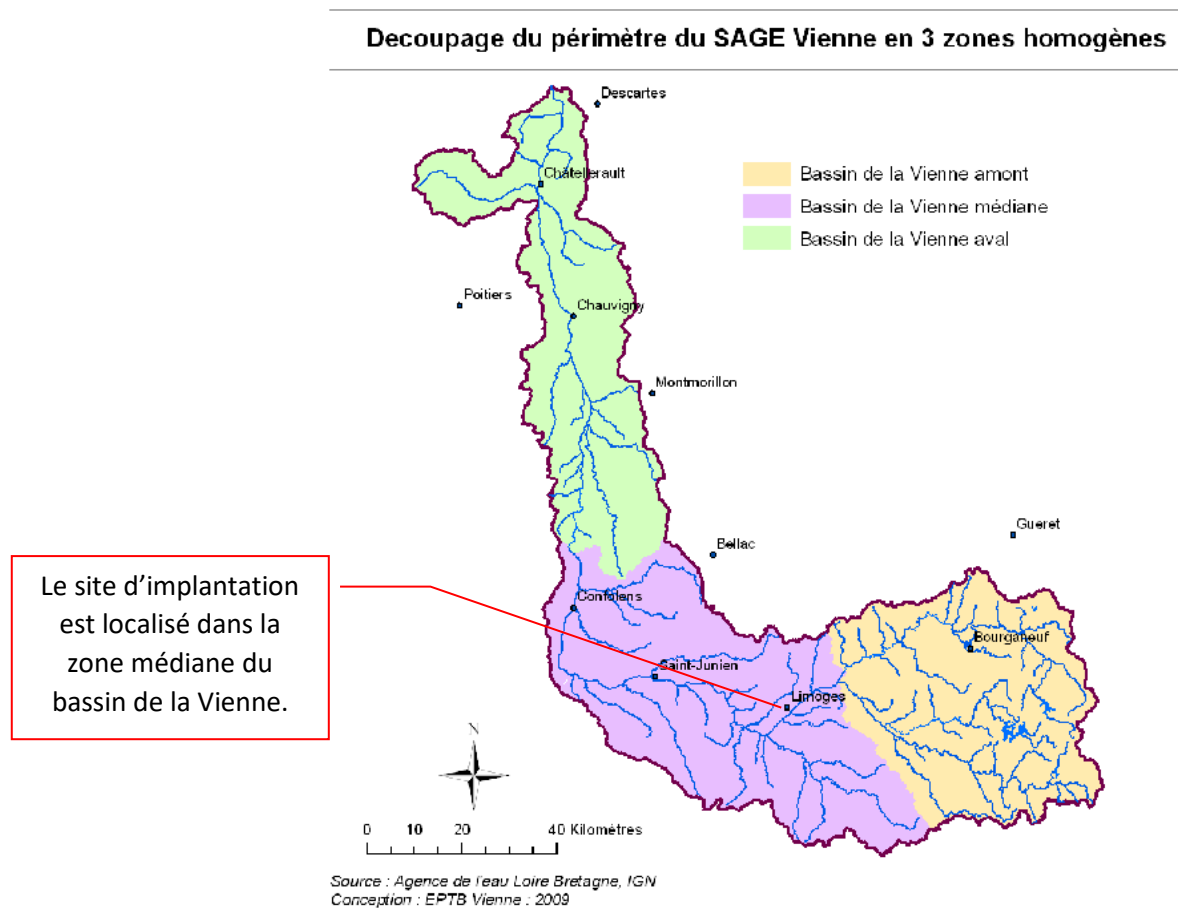 Decoupage du périmètre du SAGE Vienne en 3 zones homogènes
Descartes
Châtellerault
Bassin de la Vienne amont
Bassin de la Vienne médiane
Bassin de la Vienne aval
Poitiers
Chauvigny
Montmorillon
Gueret
Bellac
Le site d’implantation
est localisé dans la
zone médiane du
bassin de la Vienne.
Confolens
Bourganeuf
Saint-Junien
Limoges
N
0 10 20 40 Kilomètres
Source : Agence de l'eau Loire Bretagne, IGN
Conception : EPTB Vienne : 2009